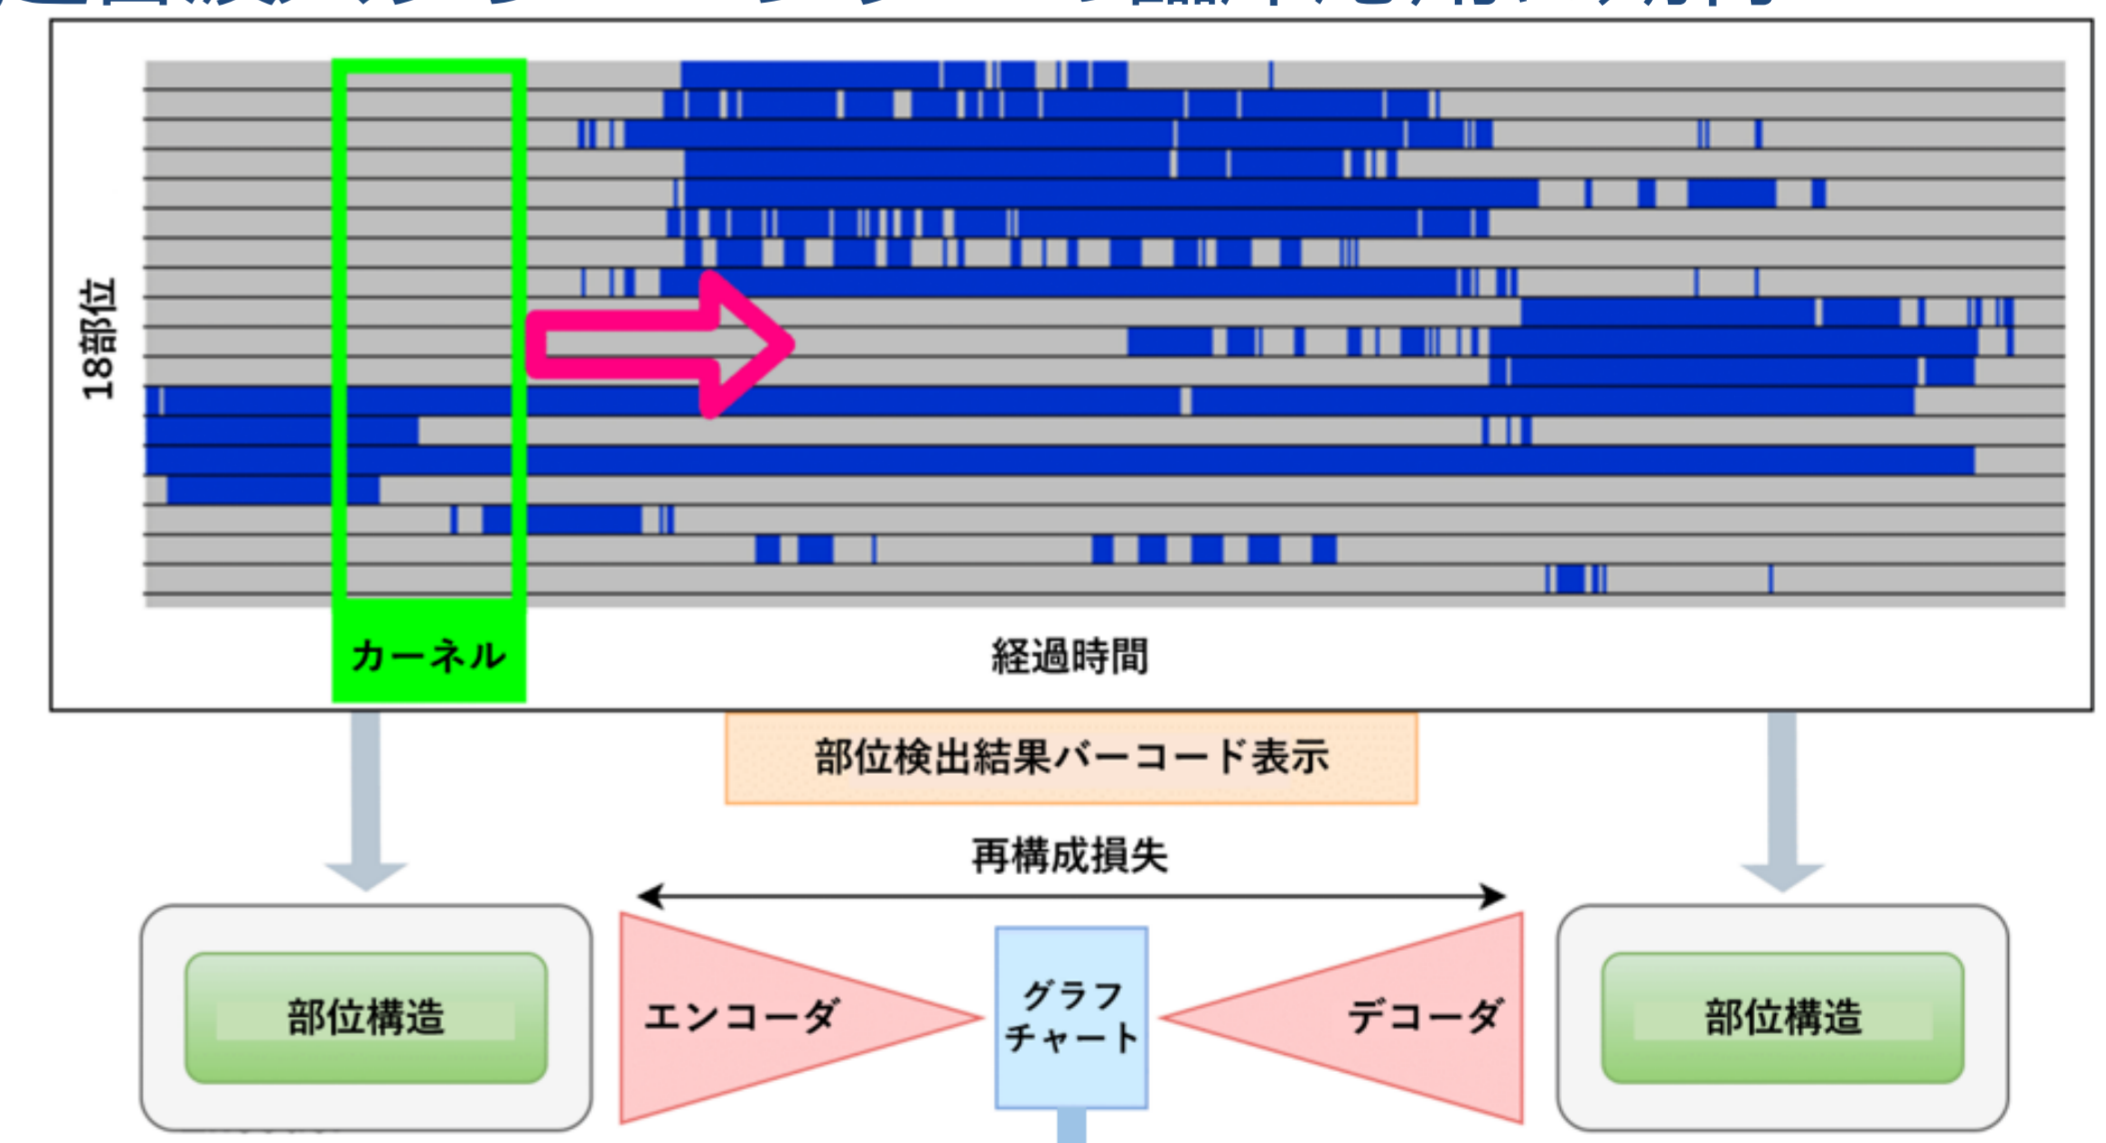 18部位
カーネル
経過時間
部位検出結果バーコード表示
再構成損失
部位構造
エンコーダ
グラフ
チャート
デコーダ
部位構造